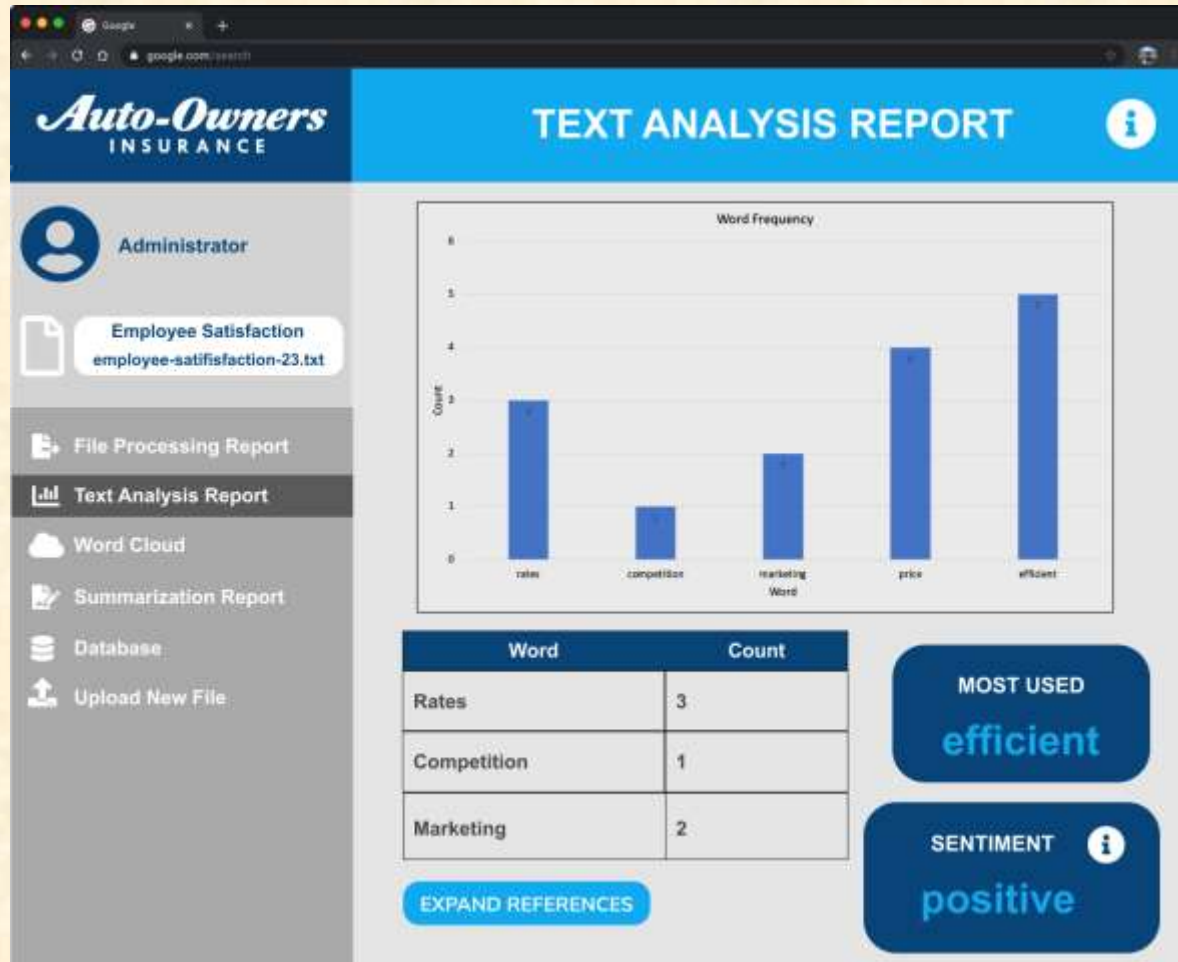 Google
google.com/search
Auto-Owners
INSURANCE
TEXT ANALYSIS REPORT
i
Administrator
Employee Satisfaction
employee-satifisfaction-23.txt
File Processing Report
Text Analysis Report
Word Cloud
Summarization Report
Database
Upload New File
Word Frequency
Count
6
5
4
3
2
1
0
rates competition marketing price efficient
Word
Word Count
Rates 3
Competition 1
Marketing 2
EXPAND REFERENCES
MOST USED
efficient
SENTIMENT i
positive